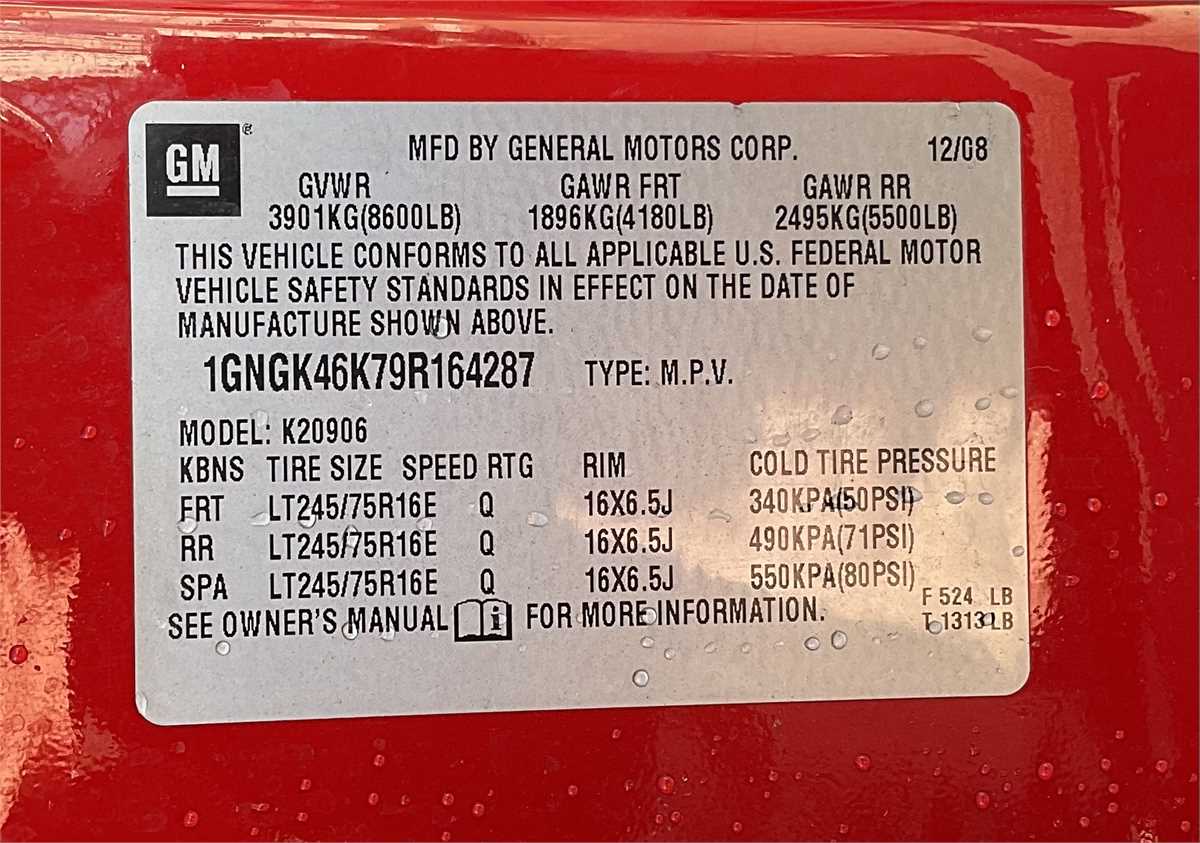 GM®
MFD BY GENERAL MOTORS CORP. 12/08
GVWR GAWR FRT GAWR RR
3901KG(8600LB) 1896KG(4180LB) 2495KG(5500LB)
THIS VEHICLE CONFORMS TO ALL APPLICABLE U.S. FEDERAL MOTOR
VEHICLE SAFETY STANDARDS IN EFFECT ON THE DATE OF
MANUFACTURE SHOWN ABOVE.
1GNGK46K79R164287 TYPE: M.P.V.
MODEL: K20906
KBNS TIRE SIZE SPEED RTG RIM COLD TIRE PRESSURE
FRT LT245/75R16E Q 16X6.5J 340KPA(50PSI)
RR LT245/75R16E Q 16X6.5J 490KPA(71PSI)
SPA LT245/75R16E Q 16X6.5J 550KPA(80PSI)
F 524 LB
SEE OWNER'S MANUAL i FOR MORE INFORMATION.
T 1313 LB